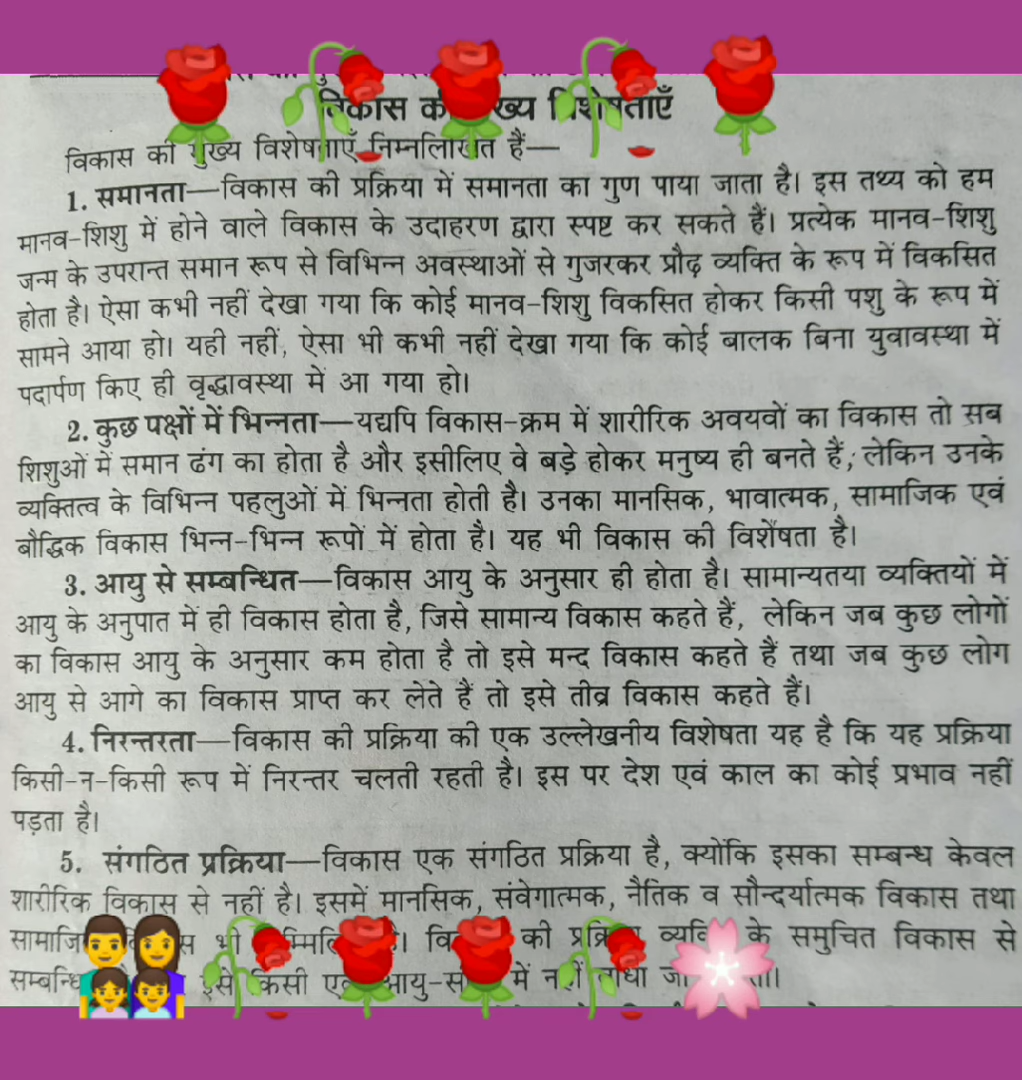 विकास की मुख्य विशेषताएँ
विकास की मुख्य विशेषताएँ निम्नलिखित हैं—
1. समानता—विकास की प्रक्रिया में समानता का गुण पाया जाता है। इस तथ्य को हम
मानव-शिशु में होने वाले विकास के उदाहरण द्वारा स्पष्ट कर सकते हैं। प्रत्येक मानव-शिशु
जन्म के उपरान्त समान रूप से विभिन्न अवस्थाओं से गुजरकर प्रौढ़ व्यक्ति के रूप में विकसित
होता है। ऐसा कभी नहीं देखा गया कि कोई मानव-शिशु विकसित होकर किसी पशु के रूप में
सामने आया हो। यही नहीं, ऐसा भी कभी नहीं देखा गया कि कोई बालक बिना युवावस्था में
पदार्पण किए ही वृद्धावस्था में आ गया हो।
2. कुछ पक्षों में भिन्नता—यद्यपि विकास-क्रम में शारीरिक अवयवों का विकास तो सब
शिशुओं में समान ढंग का होता है और इसीलिए वे बड़े होकर मनुष्य ही बनते हैं; लेकिन उनके
व्यक्तित्व के विभिन्न पहलुओं में भिन्नता होती है। उनका मानसिक, भावात्मक, सामाजिक एवं
बौद्धिक विकास भिन्न-भिन्न रूपों में होता है। यह भी विकास की विशेषता है।
3. आयु से सम्बन्धित—विकास आयु के अनुसार ही होता है। सामान्यतया व्यक्तियों में
आयु के अनुपात में ही विकास होता है, जिसे सामान्य विकास कहते हैं, लेकिन जब कुछ लोगों
का विकास आयु के अनुसार कम होता है तो इसे मन्द विकास कहते हैं तथा जब कुछ लोग
आयु से आगे का विकास प्राप्त कर लेते हैं तो इसे तीव्र विकास कहते हैं।
4. निरन्तरता—विकास की प्रक्रिया की एक उल्लेखनीय विशेषता यह है कि यह प्रक्रिया
किसी-न-किसी रूप में निरन्तर चलती रहती है। इस पर देश एवं काल का कोई प्रभाव नहीं
पड़ता है।
5. संगठित प्रक्रिया—विकास एक संगठित प्रक्रिया है, क्योंकि इसका सम्बन्ध केवल
शारीरिक विकास से नहीं है। इसमें मानसिक, संवेगात्मक, नैतिक व सौन्दर्यात्मक विकास तथा
भी की के समुचित विकास से
इसे किसी में नहीं बाँधा